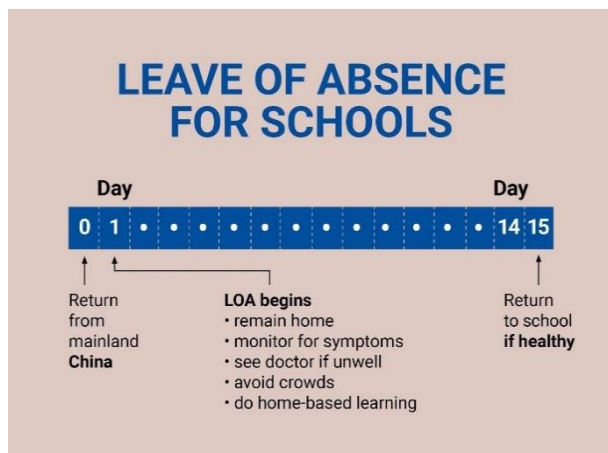 LEAVE OF ABSENCE
FOR SCHOOLS
Day Day
0 1 • • • • • • • • • • • • 14 15
Return
from
mainland
China
LOA begins
• remain home
• monitor for symptoms
• see doctor if unwell
• avoid crowds
• do home-based learning
Return
to school
if healthy